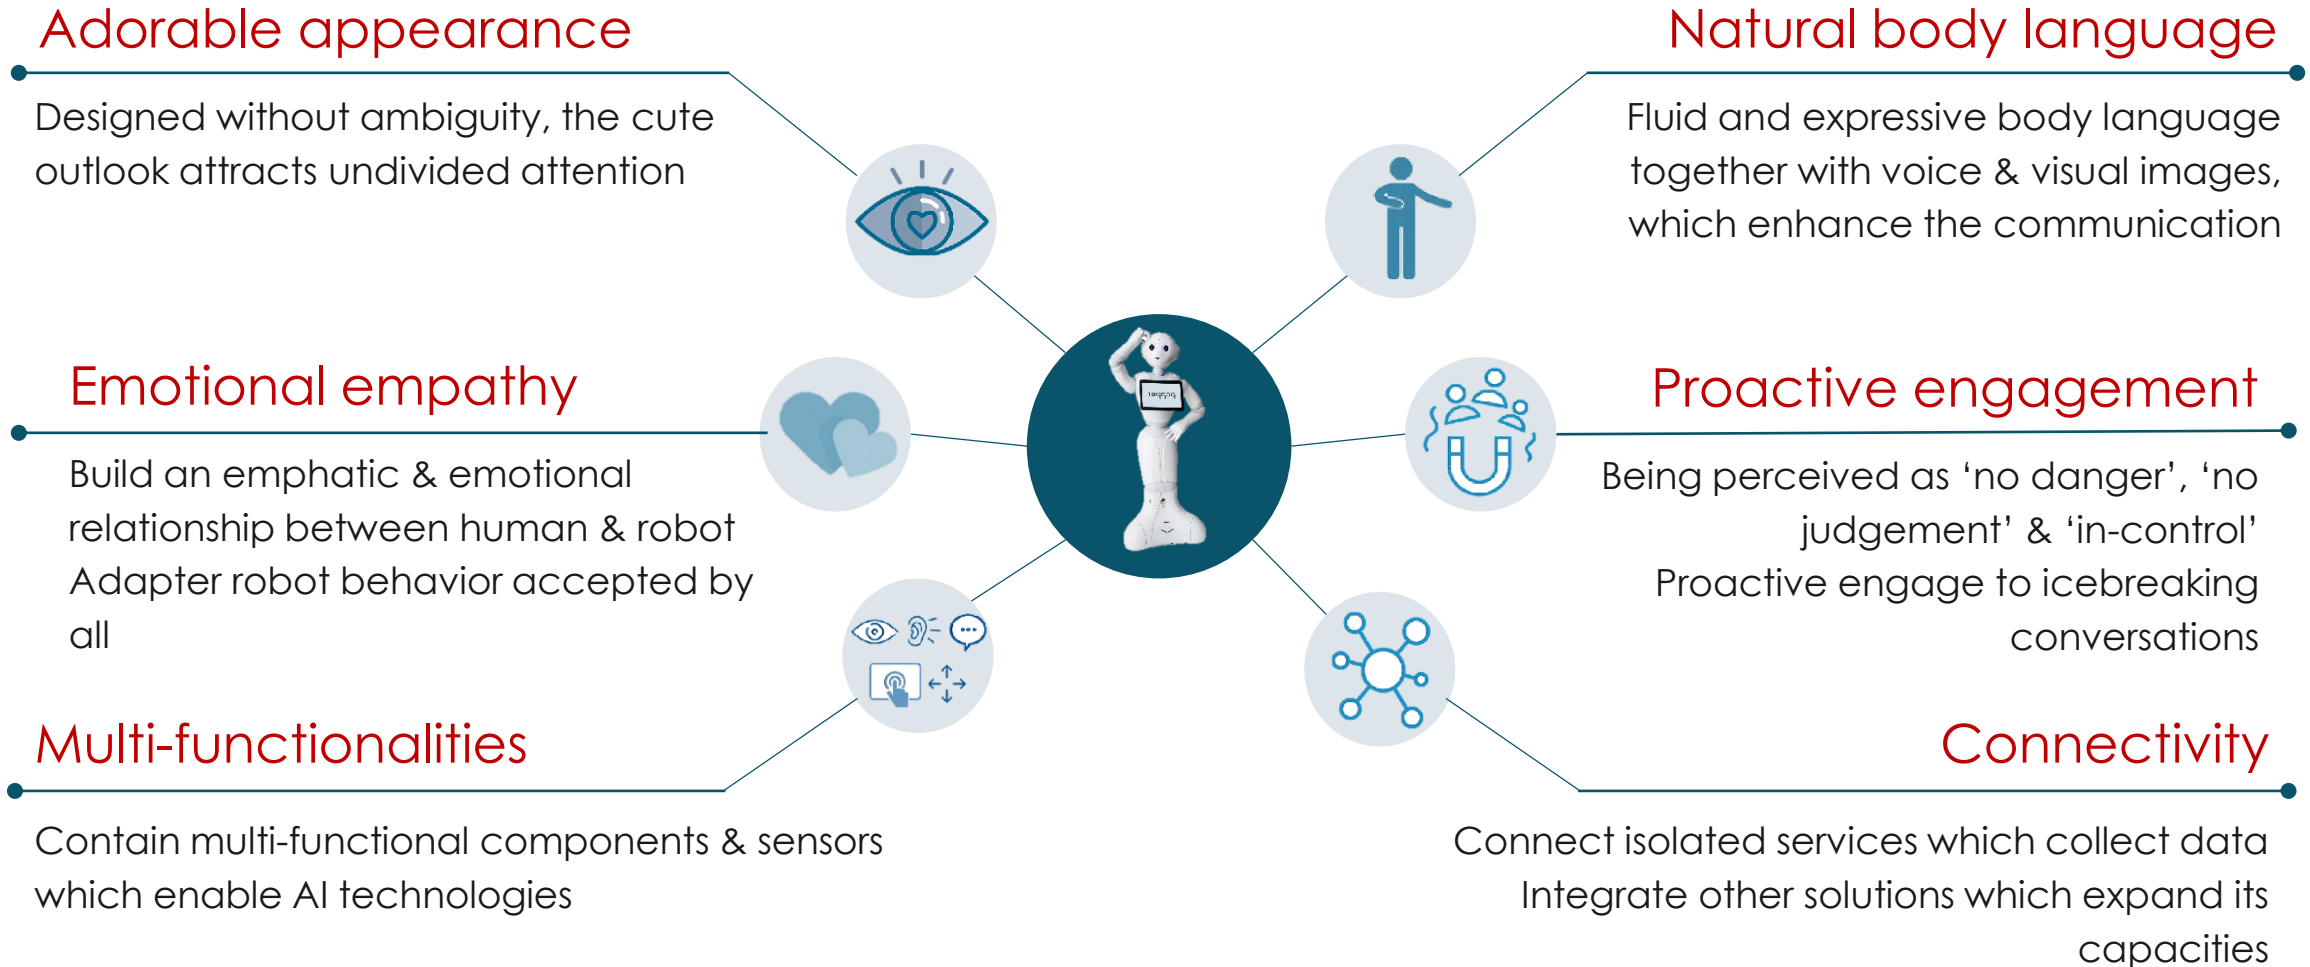 Adorable appearance
Designed without ambiguity, the cute
outlook attracts undivided attention
Natural body language
Fluid and expressive body language
together with voice & visual images,
which enhance the communication
Emotional empathy
Build an emphatic & emotional
relationship between human & robot
Adapter robot behavior accepted by
all
Proactive engagement
Being perceived as ‘no danger’, ‘no
judgement’ & ‘in-control’
Proactive engage to icebreaking
conversations
Multi-functionalities
Contain multi-functional components & sensors
which enable AI technologies
Connectivity
Connect isolated services which collect data
Integrate other solutions which expand its
capacities